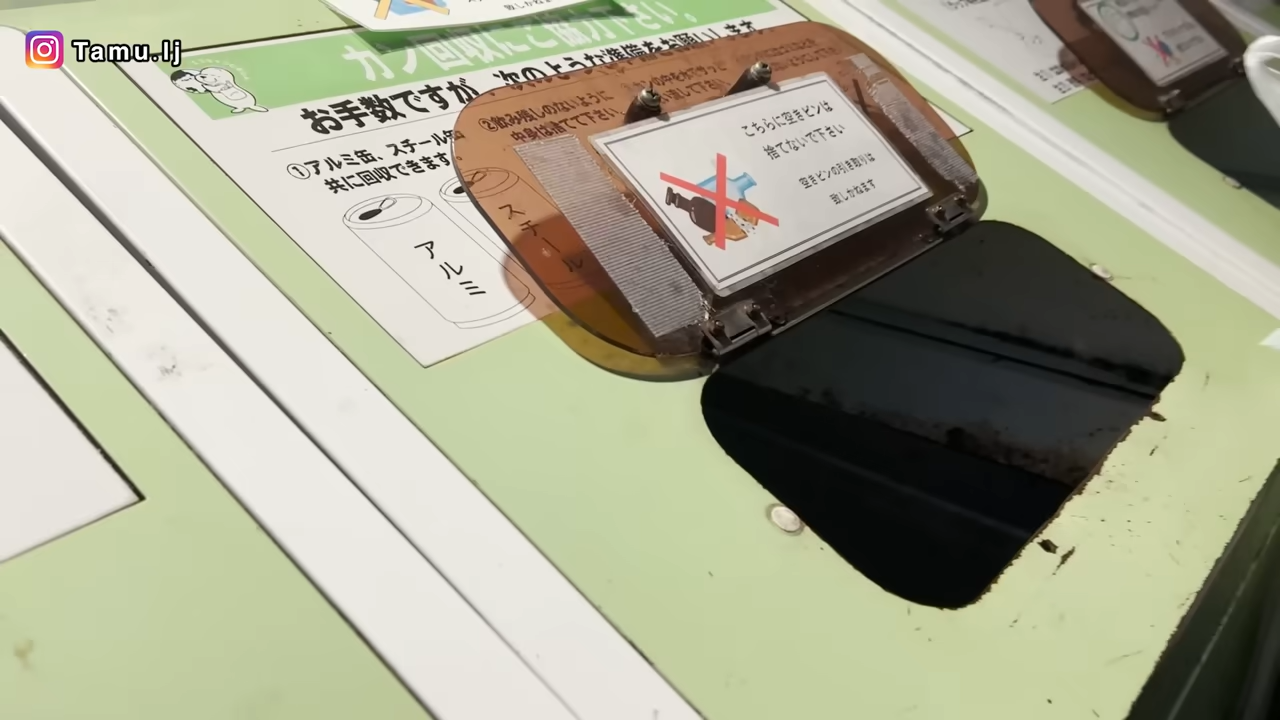 Tamu.lj
致しかねま
カン回収にご協力下さい。
お手数ですが、次のような準備をお願いします
①アルミ缶、スチール缶
共に回収できます
②飲み残しのないように
中身は捨てて下さい
アルミ
スチール
こちらに空きビンは
捨てないで下さい
空きビンの引き取りは
致しかねます